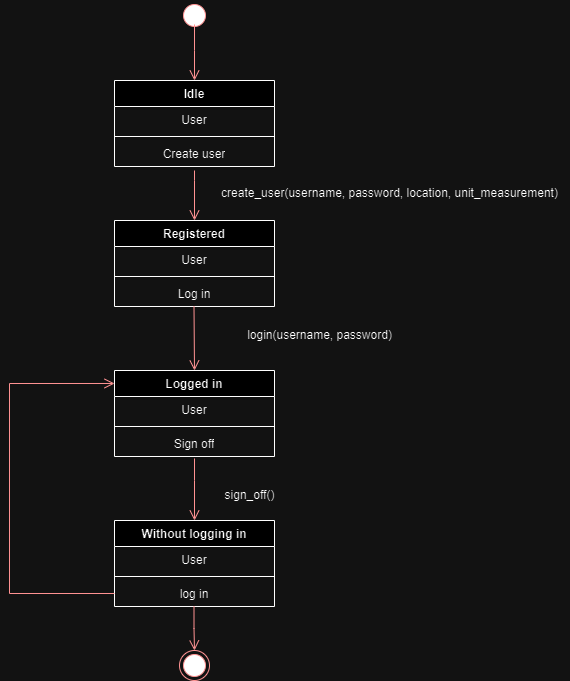 Idle
User
Create user
create_user(username, password, location, unit_measurement)
Registered
User
Log in
login(username, password)
Logged in
User
Sign off
sign_off()
Without logging in
User
log in